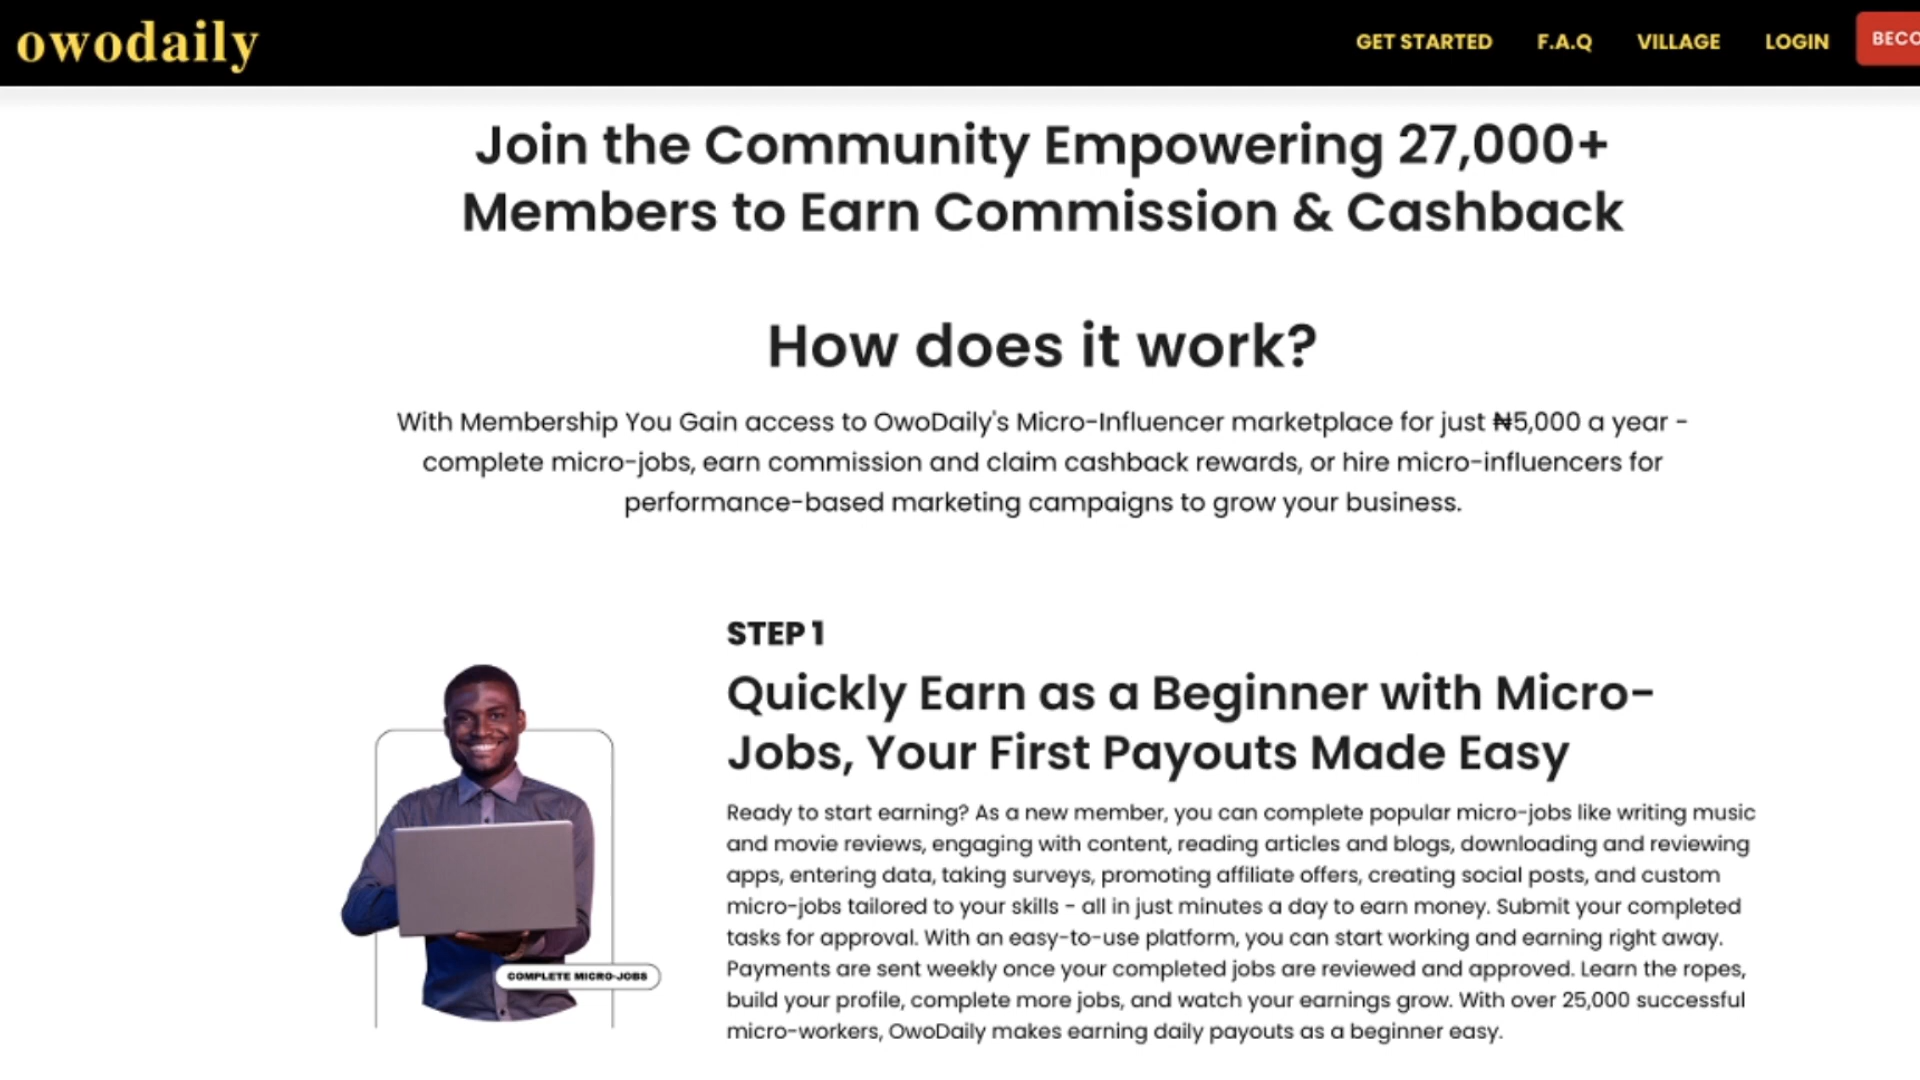 owodaily
GET STARTED
F.A.Q
VILLAGE
LOGIN
BECO
Join the Community Empowering 27,000+
Members to Earn Commission & Cashback
How does it work?
With Membership You Gain access to OwoDaily's Micro-Influencer marketplace for just ₦5,000 a year -
complete micro-jobs, earn commission and claim cashback rewards, or hire micro-influencers for
performance-based marketing campaigns to grow your business.
STEP 1
Quickly Earn as a Beginner with Micro-
Jobs, Your First Payouts Made Easy
Ready to start earning? As a new member, you can complete popular micro-jobs like writing music
and movie reviews, engaging with content, reading articles and blogs, downloading and reviewing
apps, entering data, taking surveys, promoting affiliate offers, creating social posts, and custom
micro-jobs tailored to your skills - all in just minutes a day to earn money. Submit your completed
tasks for approval. With an easy-to-use platform, you can start working and earning right away.
Payments are sent weekly once your completed jobs are reviewed and approved. Learn the ropes,
build your profile, complete more jobs, and watch your earnings grow. With over 25,000 successful
micro-workers, OwoDaily makes earning daily payouts as a beginner easy.
COMPLETE MICRO-JOBS